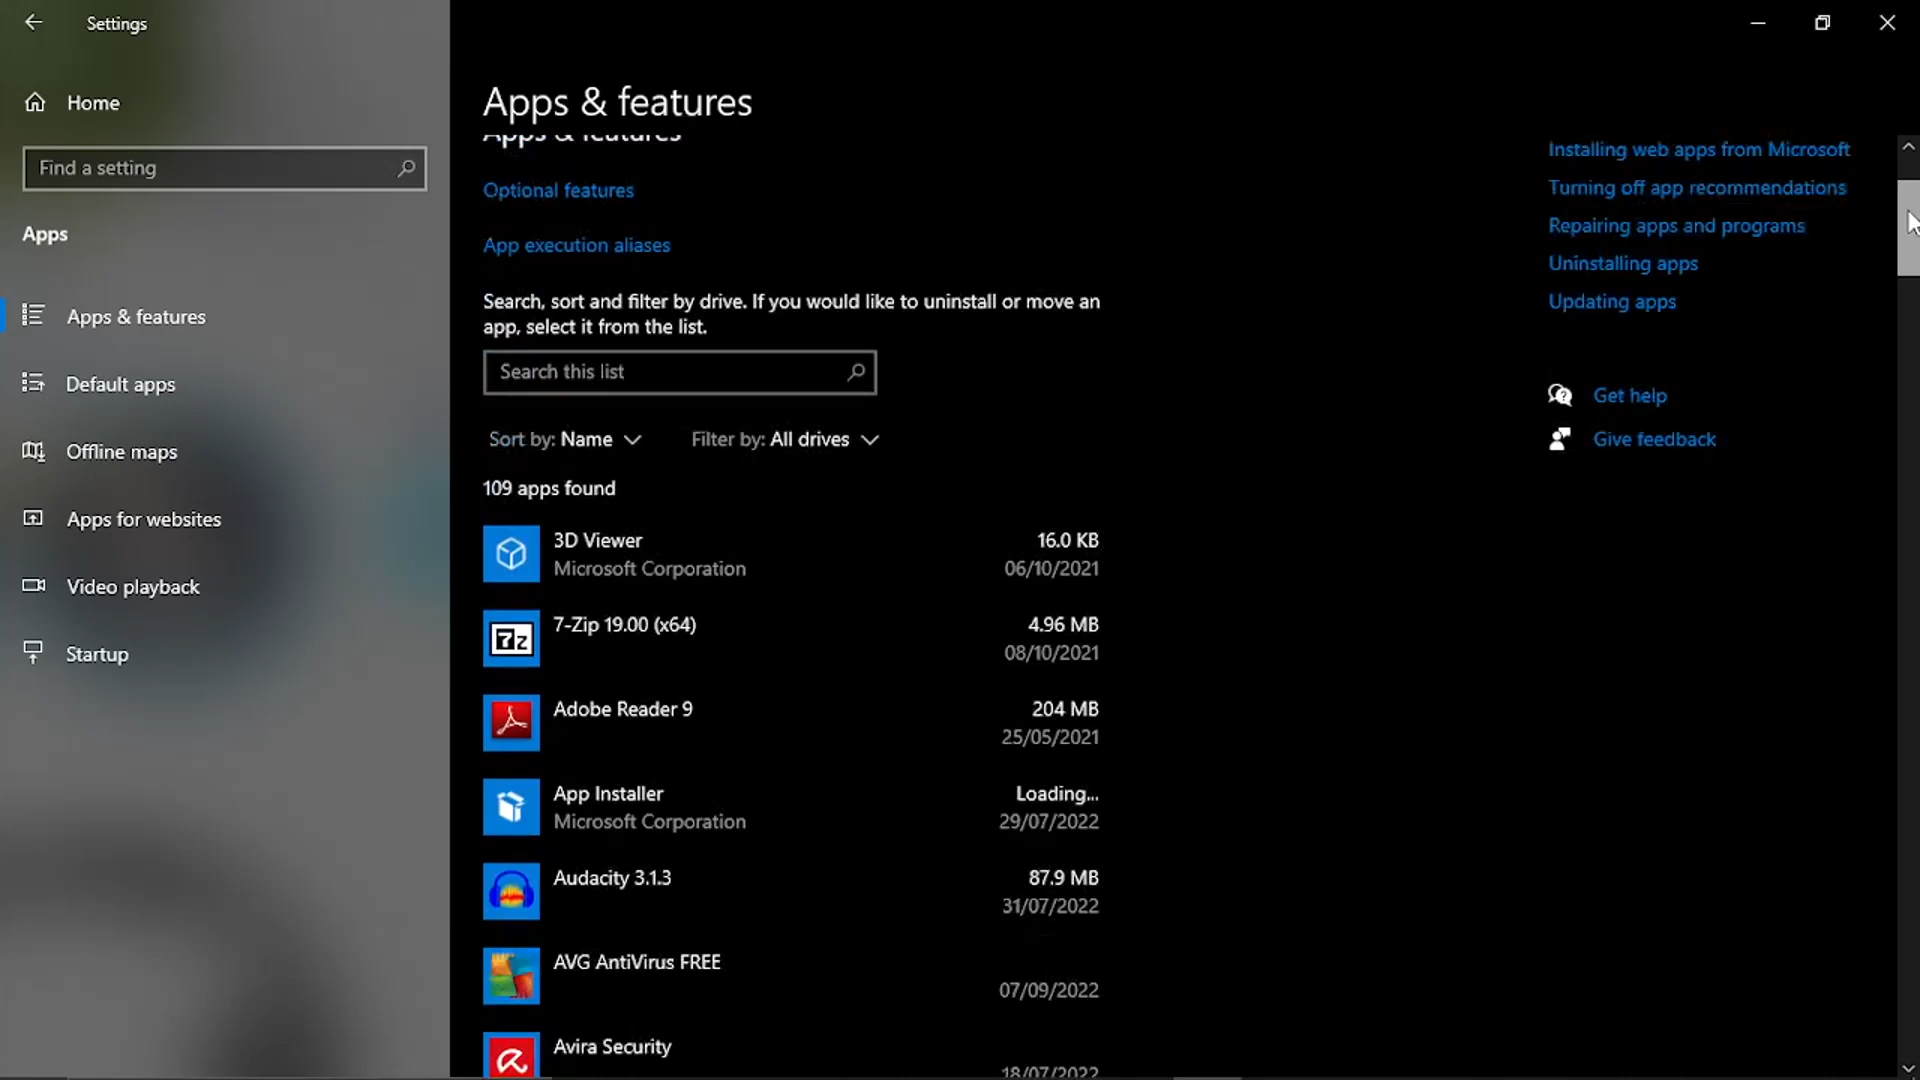 Settings
Home
Find a setting
Apps
Apps & features
Default apps
Offline maps
Apps for websites
Video playback
Startup
Apps & features
Apps & features
Optional features
App execution aliases
Search, sort and filter by drive. If you would like to uninstall or move an
app, select it from the list.
Search this list
Sort by: Name
Filter by: All drives
109 apps found
3D Viewer
16.0 KB
Microsoft Corporation
06/10/2021
7-Zip 19.00 (x64)
4.96 MB
08/10/2021
Adobe Reader 9
204 MB
25/05/2021
App Installer
Loading...
Microsoft Corporation
29/07/2022
Audacity 3.1.3
87.9 MB
31/07/2022
AVG AntiVirus FREE
07/09/2022
Avira Security
18/07/2022
Installing web apps from Microsoft
Turning off app recommendations
Repairing apps and programs
Uninstalling apps
Updating apps
Get help
Give feedback